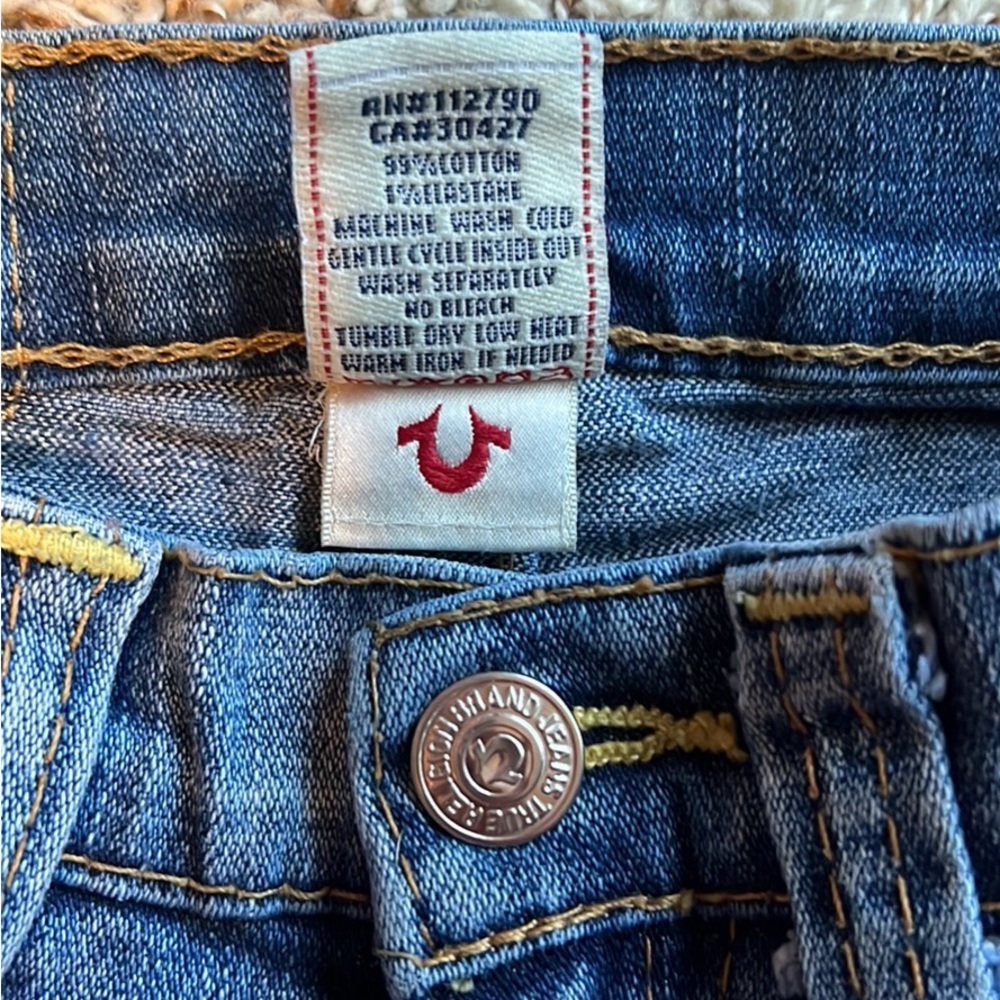 RN#112790
CA#30427
99%COTTON
1%ELASTANE
MACHINE WASH COLD
GENTLE CYCLE INSIDE OUT
WASH SEPARATELY
NO BLEACH
TUMBLE DRY LOW HEAT
WARM IRON IF NEEDED
TRUE RELIGION BRAND JEANS